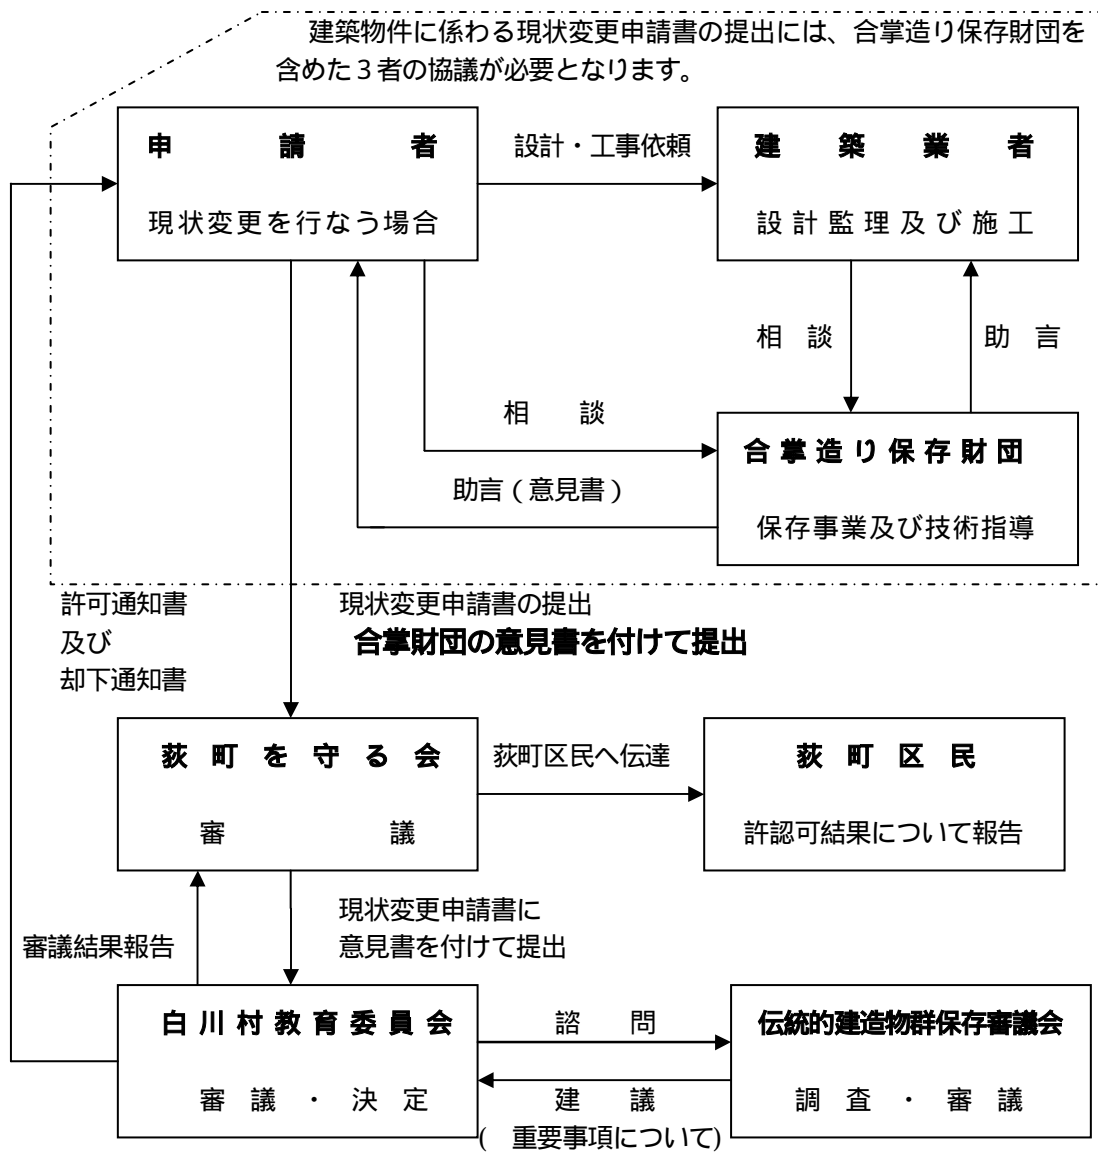 建築物件に係わる現状変更申請書の提出には、合掌造り保存財団を
含めた３者の協議が必要となります。
申請者
設計・工事依頼
建築業者
現状変更を行なう場合
設計監理及び施工
相談
助言
相談
合掌造り保存財団
助言（意見書）
保存事業及び技術指導
許可通知書
及び
却下通知書
現状変更申請書の提出
合掌財団の意見書を付けて提出
荻町を守る会
荻町区民へ伝達
荻町区民
審議
許認可結果について報告
審議結果報告
現状変更申請書に
意見書を付けて提出
白川村教育委員会
諮問
伝統的建造物群保存審議会
審議・決定
建議
(重要事項について)
調査・審議